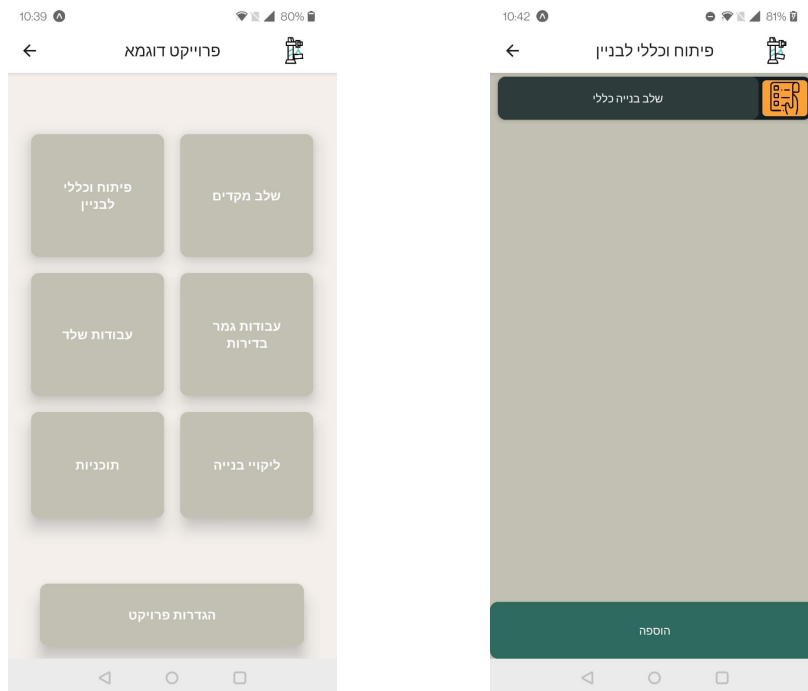 10:39
80%
פרוייקט דוגמא
שלב מקדים
פיתוח וכללי
לבניין
עבודות גמר
בדירות
עבודות שלד
ליקויי בנייה
תוכניות
הגדרות פרויקט
10:42
81%
פיתוח וכללי לבניין
שלב בנייה כללי
הוספה